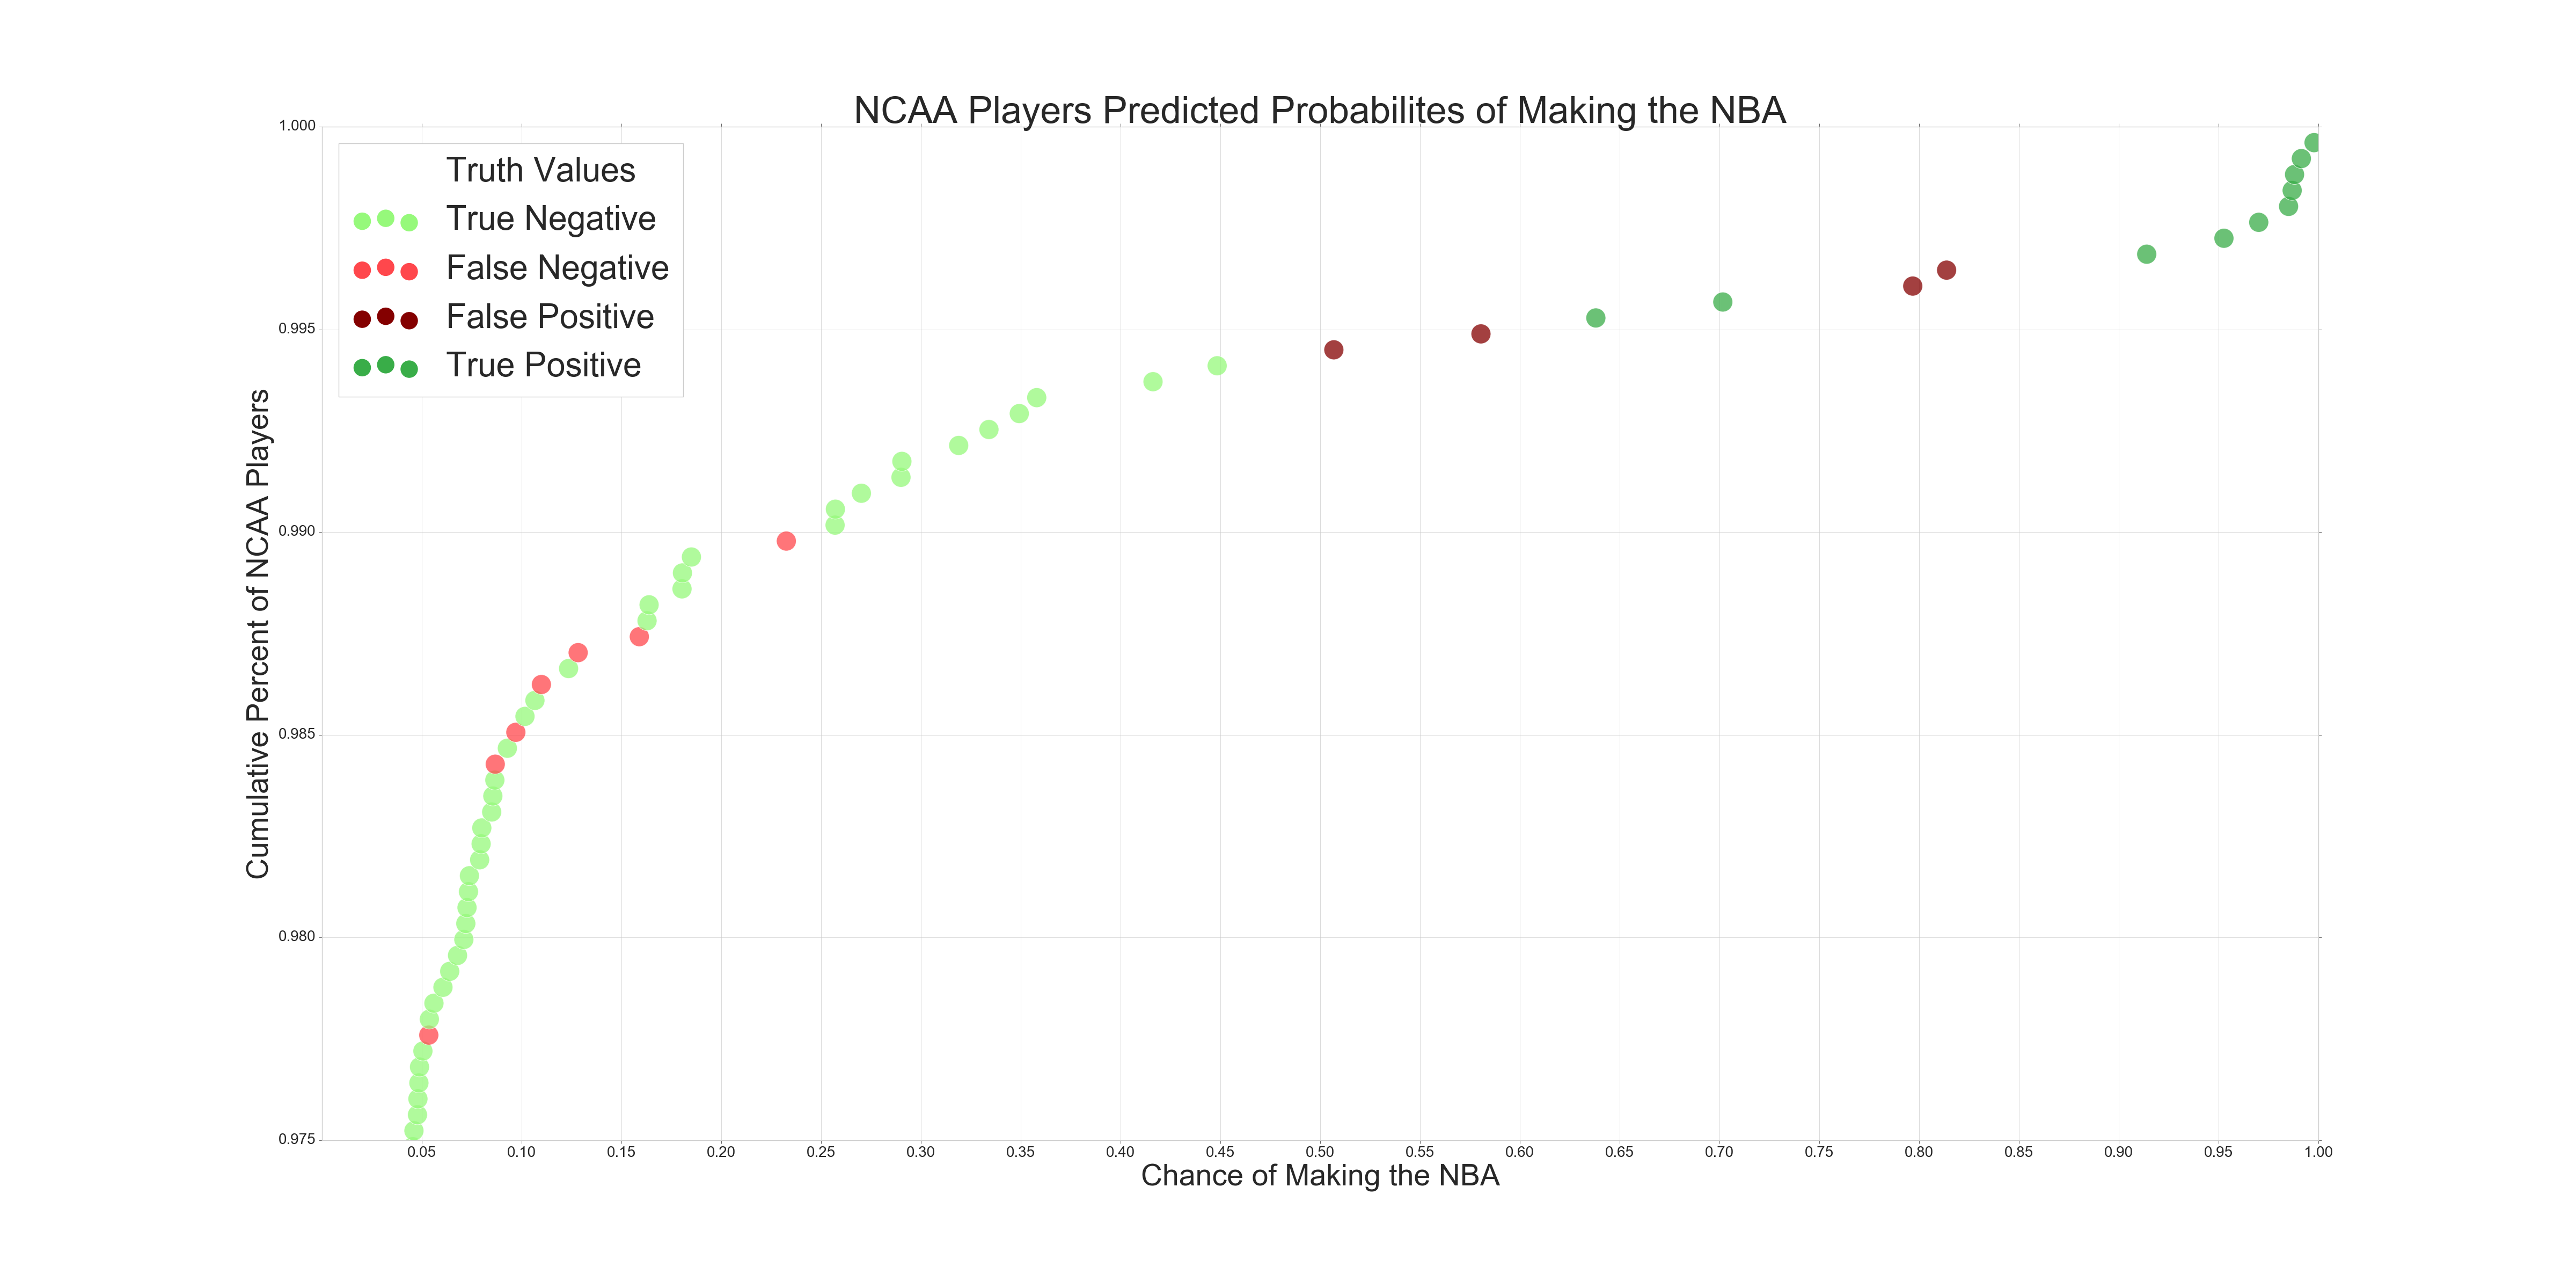 NCAA Players Predicted Probabilites of Making the NBA
Truth Values
True Negative
False Negative
False Positive
True Positive
Cumulative Percent of NCAA Players
1.000
0.995
0.990
0.985
0.980
0.975
0.05 0.10 0.15 0.20 0.25 0.30 0.35 0.40 0.45 0.50 0.55 0.60 0.65 0.70 0.75 0.80 0.85 0.90 0.95 1.00
Chance of Making the NBA